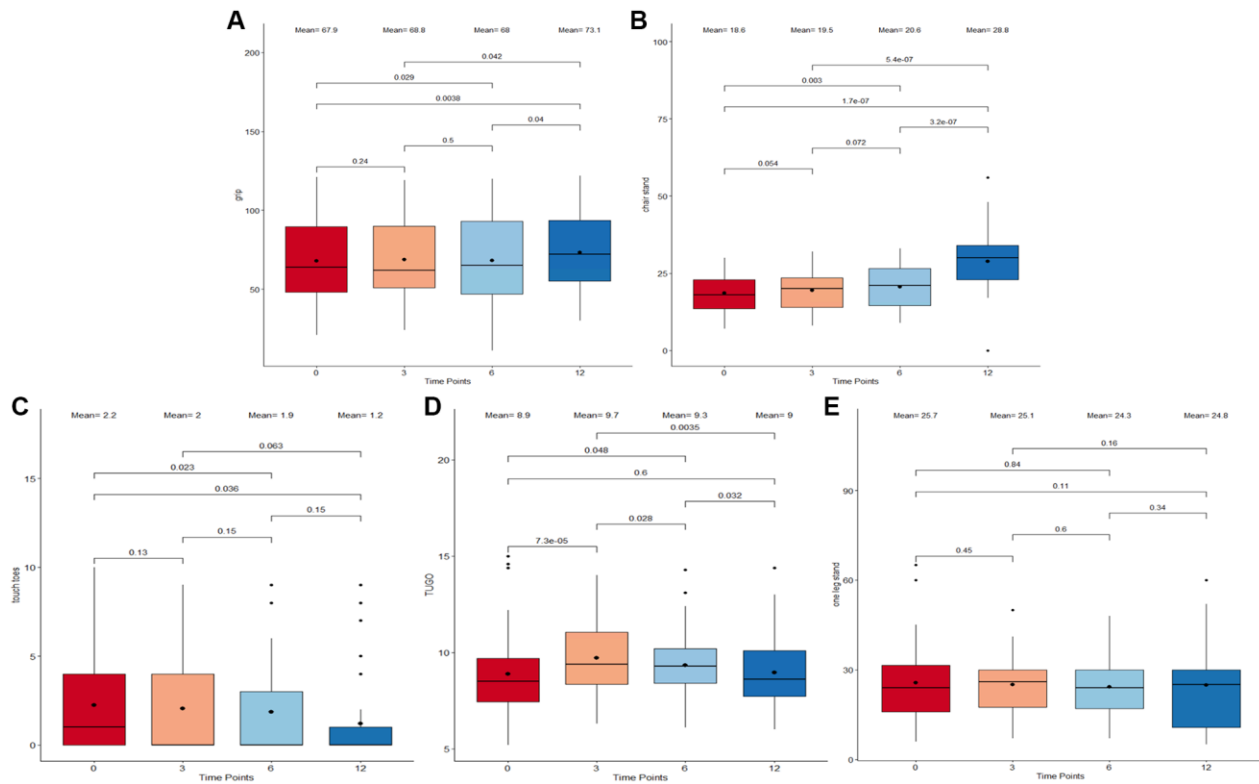 A
Mean= 67.9 Mean= 68.8 Mean= 68 Mean= 73.1
200
0.042
0.029
0.0038
150
0.04
0.5
0.24
grip
100
50
0 3 6 12
Time Points
B
Mean= 18.6 Mean= 19.5 Mean= 20.6 Mean= 28.8
100
5.4e-07
0.003
1.7e-07
75
3.2e-07
0.072
0.054
chair stand
50
25
0
0 3 6 12
Time Points
C
Mean= 2.2 Mean= 2 Mean= 1.9 Mean= 1.2
0.063
15
0.023
0.036
0.15
0.15
0.13
10
touch toes
5
0
0 3 6 12
Time Points
D
Mean= 8.9 Mean= 9.7 Mean= 9.3 Mean= 9
0.0035
20
0.048
0.6
0.032
0.028
7.3e-05
15
TUGO
10
5
0 3 6 12
Time Points
E
Mean= 25.7 Mean= 25.1 Mean= 24.3 Mean= 24.8
0.16
0.84
90
0.11
0.34
0.6
0.45
60
one leg stand
30
0
0 3 6 12
Time Points